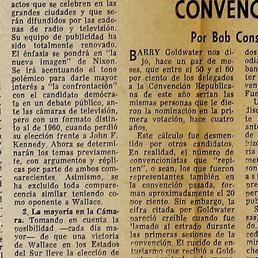 actos que se celebren en las
grandes ciudades y que se-
rán difundidos por las cade-
nas de radio y televisión.
Su equipo de publicidad ha
sido totalmente renovado.
El énfasis se pondrá en "la
nueva imagen" de Nixon.
Se irá acentuando el tono
polémico para darle mayor
interés a "la confrontación"
con el candidato demócra-
ta en un debate público, an-
te las cámaras de televisión,
pero con un formato distin-
to al de 1960, cuando perdió
su elección frente a John F.
Kennedy. Ahora se determi-
narán los temas previamen-
te, con argumentos y répli-
cas por parte de ambos con-
tendientes. Asimismo, se
ha excluido toda compare-
cencia similar teniendo co-
mo oponente a Wallace.
2. La mayoría en la Cáma-
ra. Tomando en cuenta la
posibilidad —cada día ma-
yor— de una victoria
de Wallace en los Estados
del Sur lleve la elección de
CONVENC
Por Bob Cons
BARRY Goldwater nos di-
jo, hace un par de me-
ses, que entre el 50 y el 60
por ciento de los delegados
a la Convención Republica-
na de este año serían las
mismas personas que le die-
ron la nominación en la pri-
mera votación, hace cuatro
años.
Este cálculo fue desmen-
tido por otros candidatos.
En realidad, el número de
convencionistas que "repi-
ten", o sean, los que fueron
representantes también en
la convención pasada, for-
man aproximadamente el 20
por ciento. Sin embargo, la
cifra citada por Goldwater
pareció creíble cuando fue
llamado al estrado durante
las primeras sesiones de la
convención. El rugido de en-